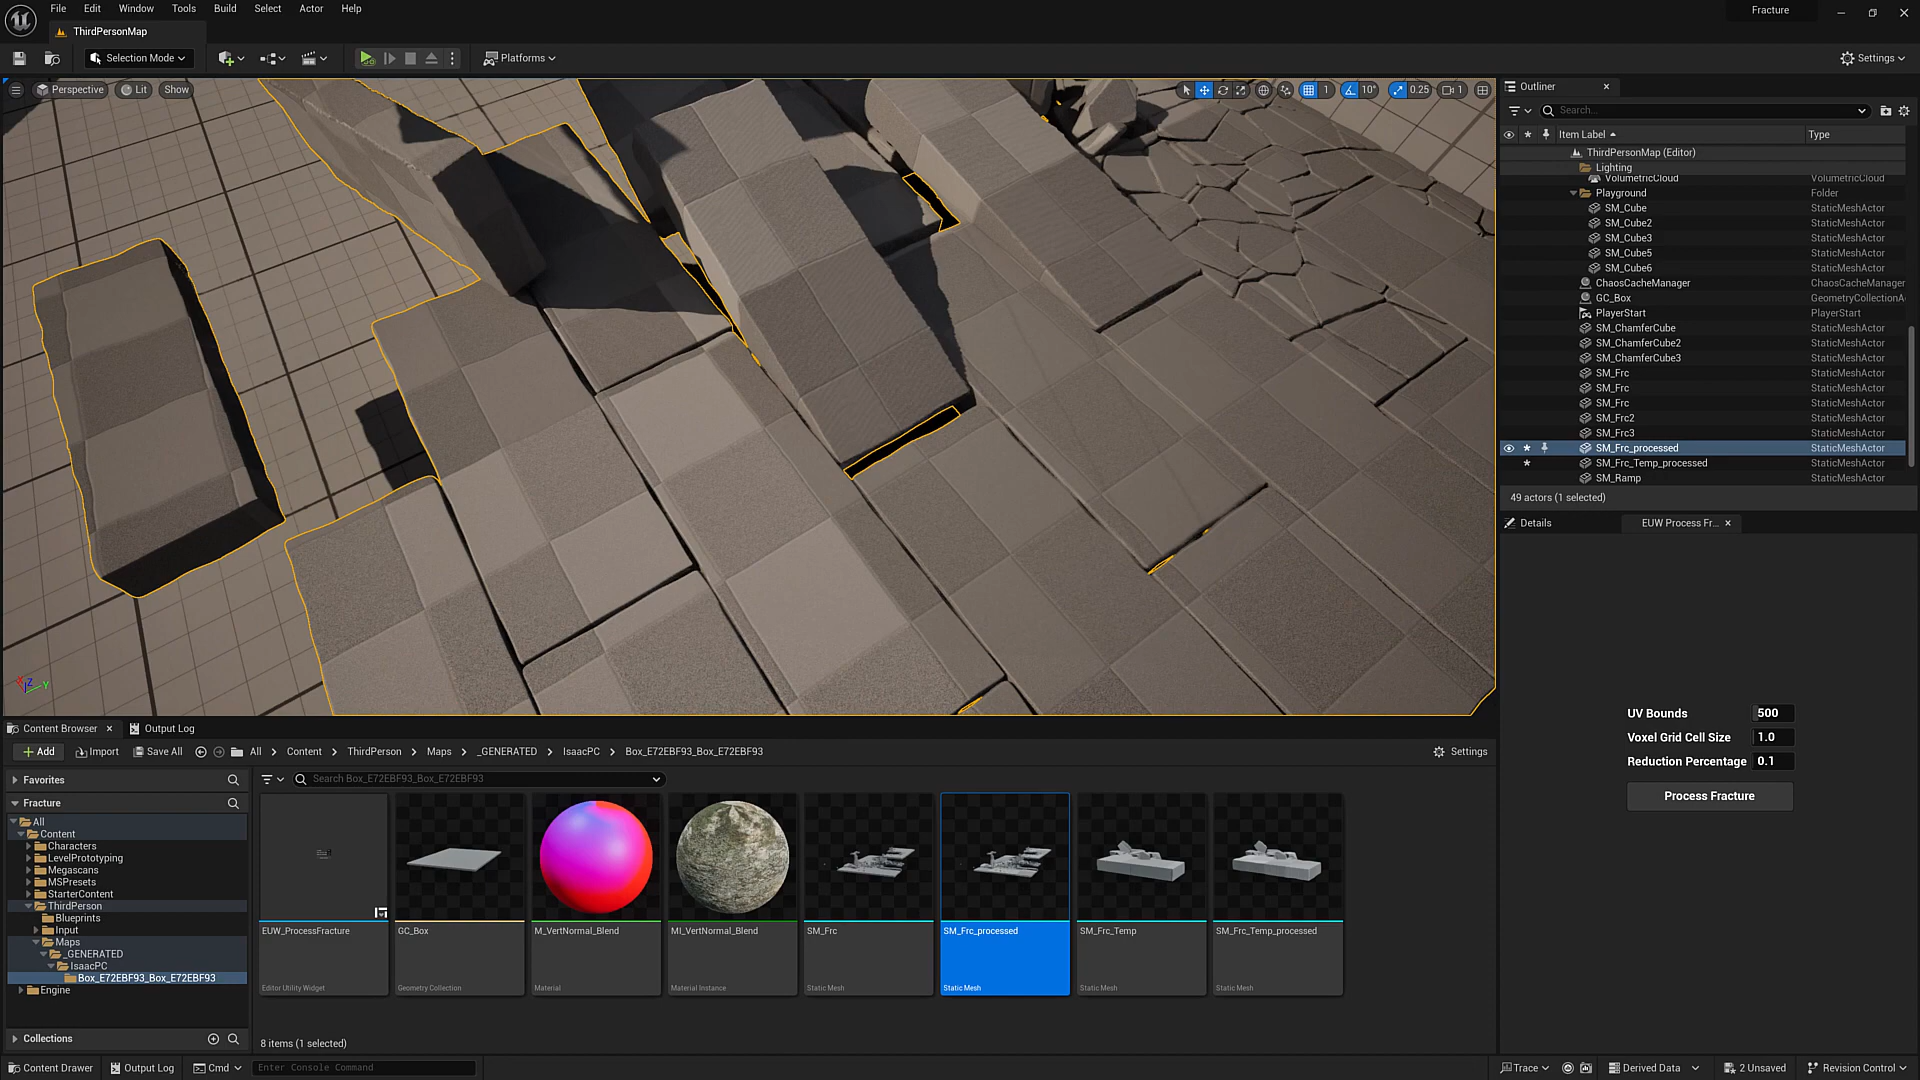 File Edit Window Tools Build Select Actor Help
Fracture
ThirdPersonMap
Selection Mode
Platforms
Settings
Perspective Lit Show
1 10° 0.25 1
Outliner
Search...
Item Label Type
ThirdPersonMap (Editor)
Lighting
VolumetricCloud VolumetricCloud
Playground Folder
SM_Cube StaticMeshActor
SM_Cube2 StaticMeshActor
SM_Cube3 StaticMeshActor
SM_Cube5 StaticMeshActor
SM_Cube6 StaticMeshActor
ChaosCacheManager ChaosCacheManager
GC_Box GeometryCollectionA
PlayerStart PlayerStart
SM_ChamferCube StaticMeshActor
SM_ChamferCube2 StaticMeshActor
SM_ChamferCube3 StaticMeshActor
SM_Frc StaticMeshActor
SM_Frc StaticMeshActor
SM_Frc StaticMeshActor
SM_Frc2 StaticMeshActor
SM_Frc3 StaticMeshActor
SM_Frc_processed StaticMeshActor
SM_Frc_Temp_processed StaticMeshActor
SM_Ramp StaticMeshActor
49 actors (1 selected)
Details EUW Process Fr...
UV Bounds 500
Voxel Grid Cell Size 1.0
Reduction Percentage 0.1
Process Fracture
X Z Y
Content Browser Output Log
Add Import Save All All Content ThirdPerson Maps _GENERATED IsaacPC Box_E72EBF93_Box_E72EBF93 Settings
Favorites
Search Box_E72EBF93_Box_E72EBF93
Fracture
All
Content
Characters
LevelPrototyping
Megascans
MSPresets
StarterContent
ThirdPerson
Blueprints
Input
Maps
_GENERATED
IsaacPC
Box_E72EBF93_Box_E72EBF93
Engine
Collections
EUW_ProcessFracture
Editor Utility Widget
GC_Box
Geometry Collection
M_VertNormal_Blend
Material
MI_VertNormal_Blend
Material Instance
SM_Frc
Static Mesh
SM_Frc_processed
Static Mesh
SM_Frc_Temp
Static Mesh
SM_Frc_Temp_processed
Static Mesh
8 items (1 selected)
Content Drawer Output Log Cmd Enter Console Command
Trace Derived Data 2 Unsaved Revision Control